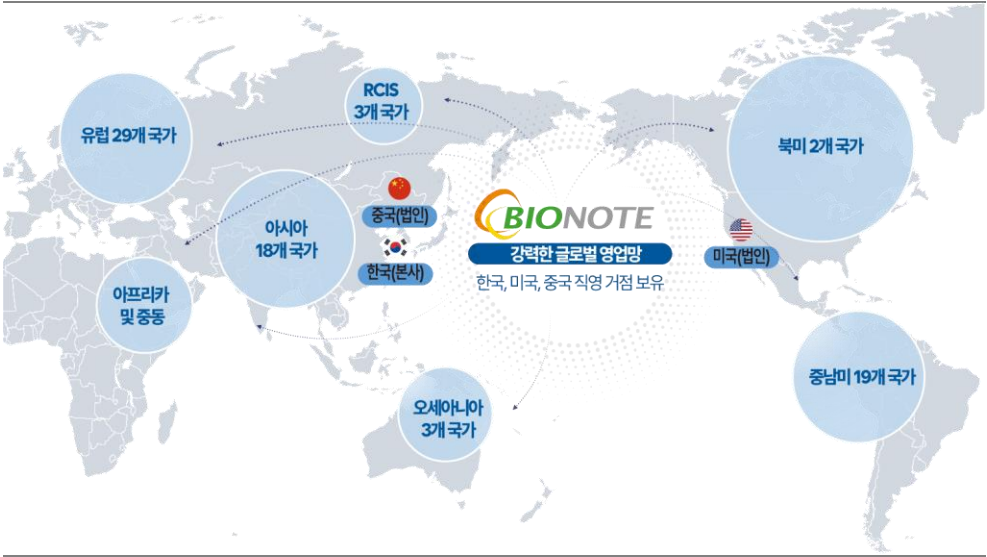 RCIS
3개 국가
유럽 29개 국가
북미 2개 국가
중국(법인)
BIONOTE
아시아
18개 국가
강력한 글로벌 영업망
미국(법인)
한국(본사)
한국, 미국, 중국 직영 거점 보유
아프리카
및 중동
중남미 19개 국가
오세아니아
3개 국가